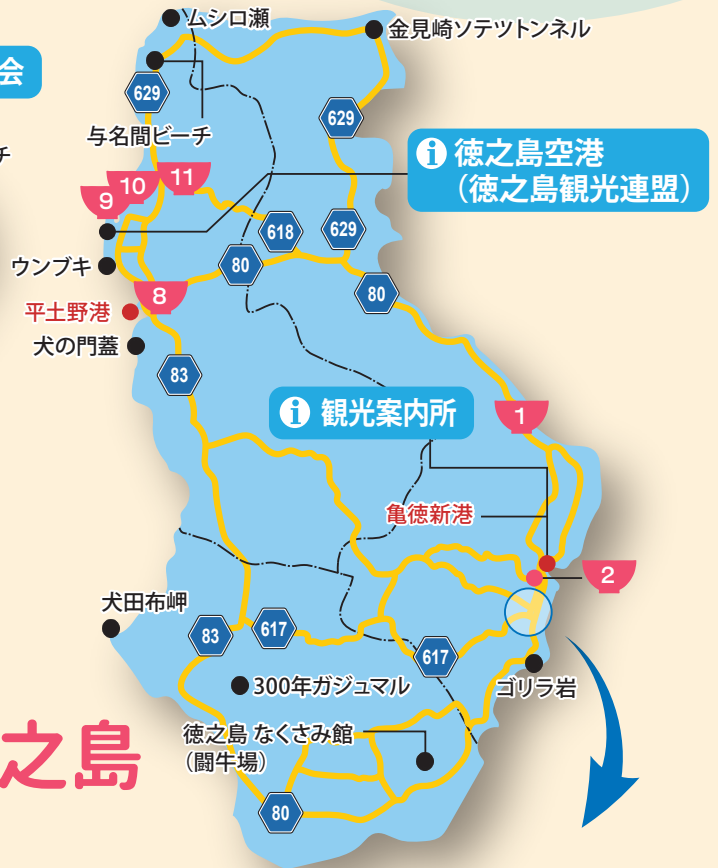 ムシロ瀬
金見崎ソテツトンネル
会
629
629
与名間ビーチ
チ
徳之島空港
（徳之島観光連盟）
11
10
9
618
629
ウンブキ
80
80
8
平土野港
犬の門蓋
83
観光案内所
1
亀徳新港
2
犬田布岬
83
617
617
300年ガジュマル
ゴリラ岩
徳之島 なくさみ館
（闘牛場）
之島
80